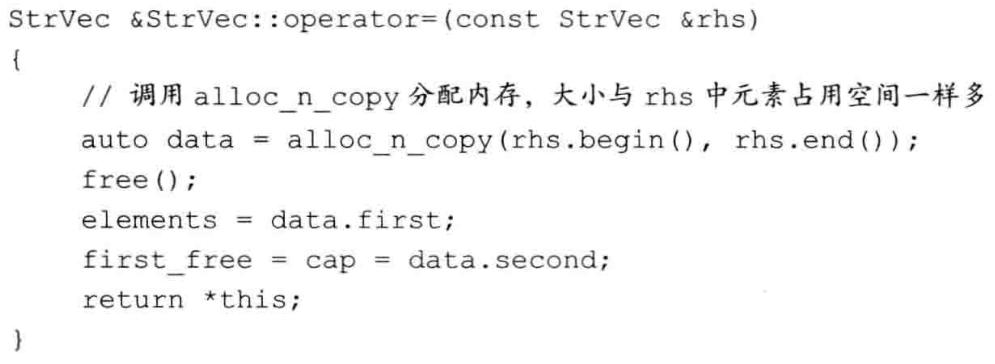 StrVec &StrVec::operator=(const StrVec &rhs)
{
    // 调用 alloc_n_copy 分配内存，大小与 rhs 中元素占用空间一样多
    auto data = alloc_n_copy(rhs.begin(), rhs.end());
    free();
    elements = data.first;
    first_free = cap = data.second;
    return *this;
}